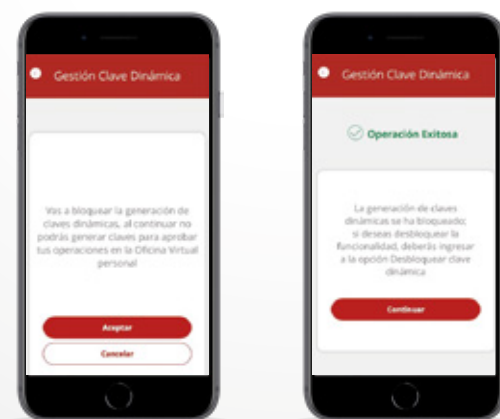 Gestión Clave Dinámica
Vas a bloquear la generación de
claves dinámicas, al continuar no
podrás generar claves para aprobar
tus operaciones en la Oficina Virtual
personal
Aceptar
Cancelar
Gestión Clave Dinámica
Operación Exitosa
La generación de claves
dinámicas se ha bloqueado;
si deseas desbloquear la
funcionalidad, deberás ingresar
a la opción Desbloquear clave
dinámica
Continuar